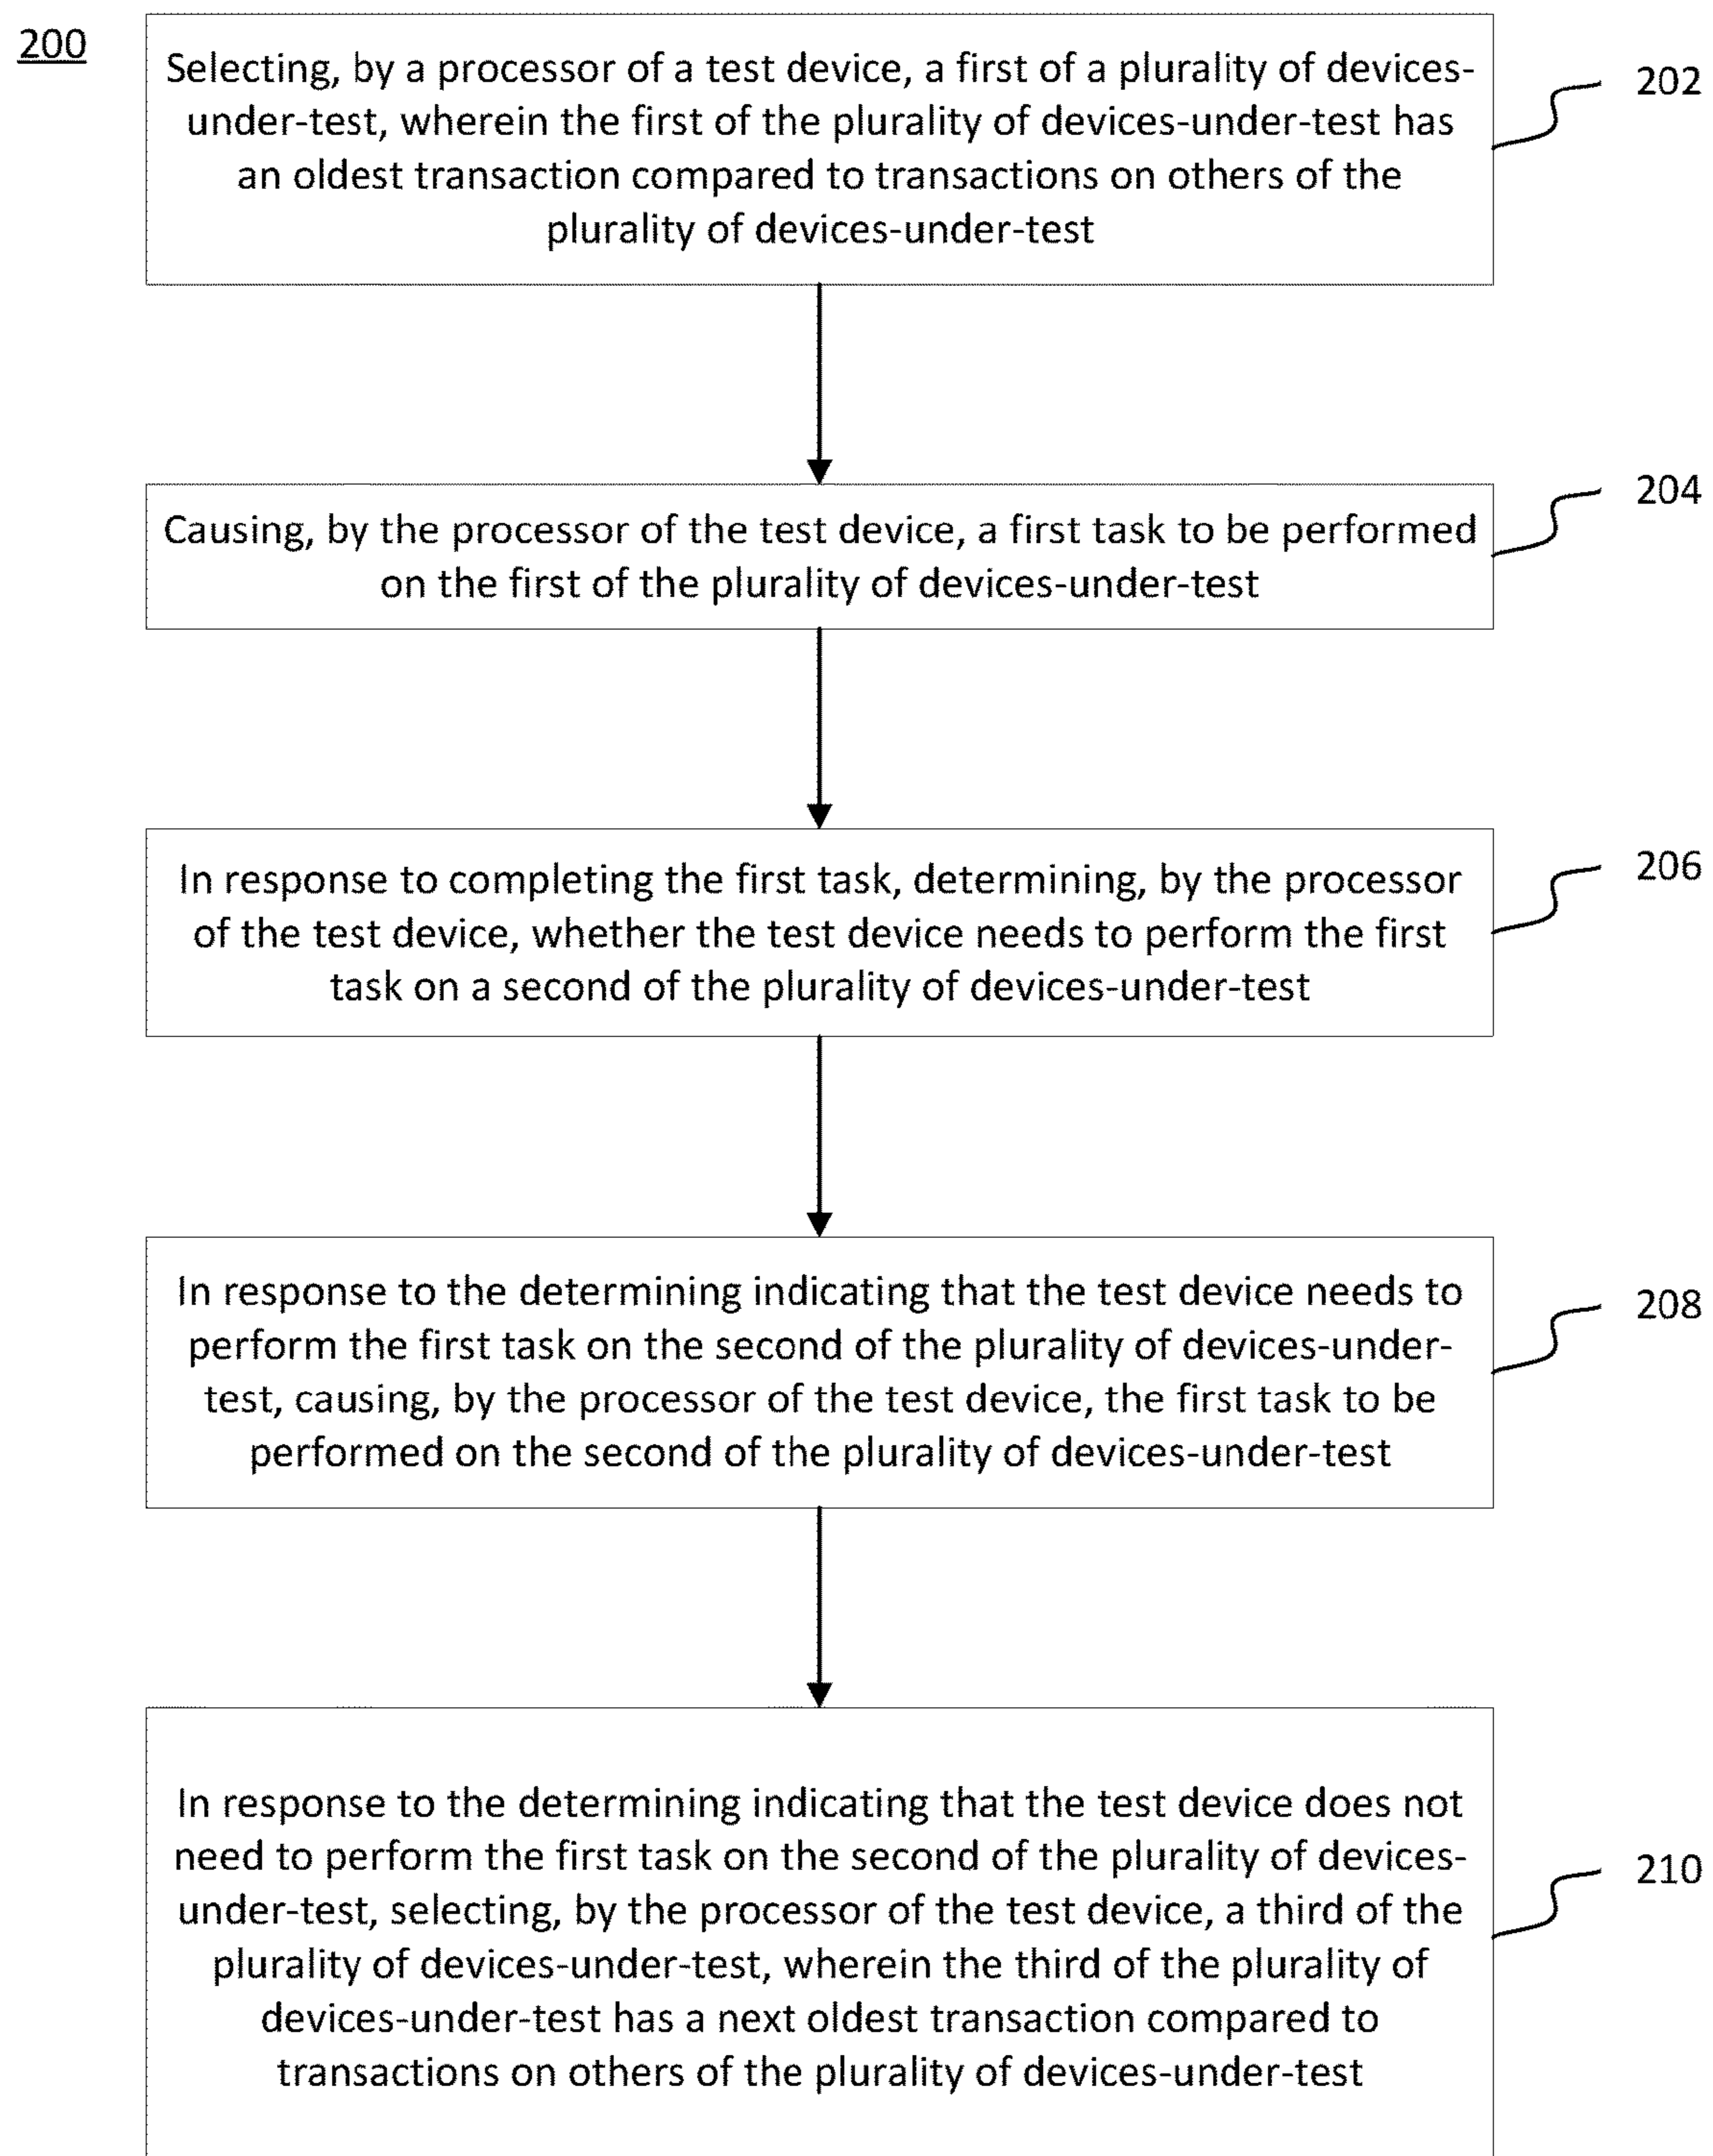 200
Selecting, by a processor of a test device, a first of a plurality of devices-
under-test, wherein the first of the plurality of devices-under-test has
an oldest transaction compared to transactions on others of the
plurality of devices-under-test
202
Causing, by the processor of the test device, a first task to be performed
on the first of the plurality of devices-under-test
204
In response to completing the first task, determining, by the processor
of the test device, whether the test device needs to perform the first
task on a second of the plurality of devices-under-test
206
In response to the determining indicating that the test device needs to
perform the first task on the second of the plurality of devices-under-
test, causing, by the processor of the test device, the first task to be
performed on the second of the plurality of devices-under-test
208
In response to the determining indicating that the test device does not
need to perform the first task on the second of the plurality of devices-
under-test, selecting, by the processor of the test device, a third of the
plurality of devices-under-test, wherein the third of the plurality of
devices-under-test has a next oldest transaction compared to
transactions on others of the plurality of devices-under-test
210